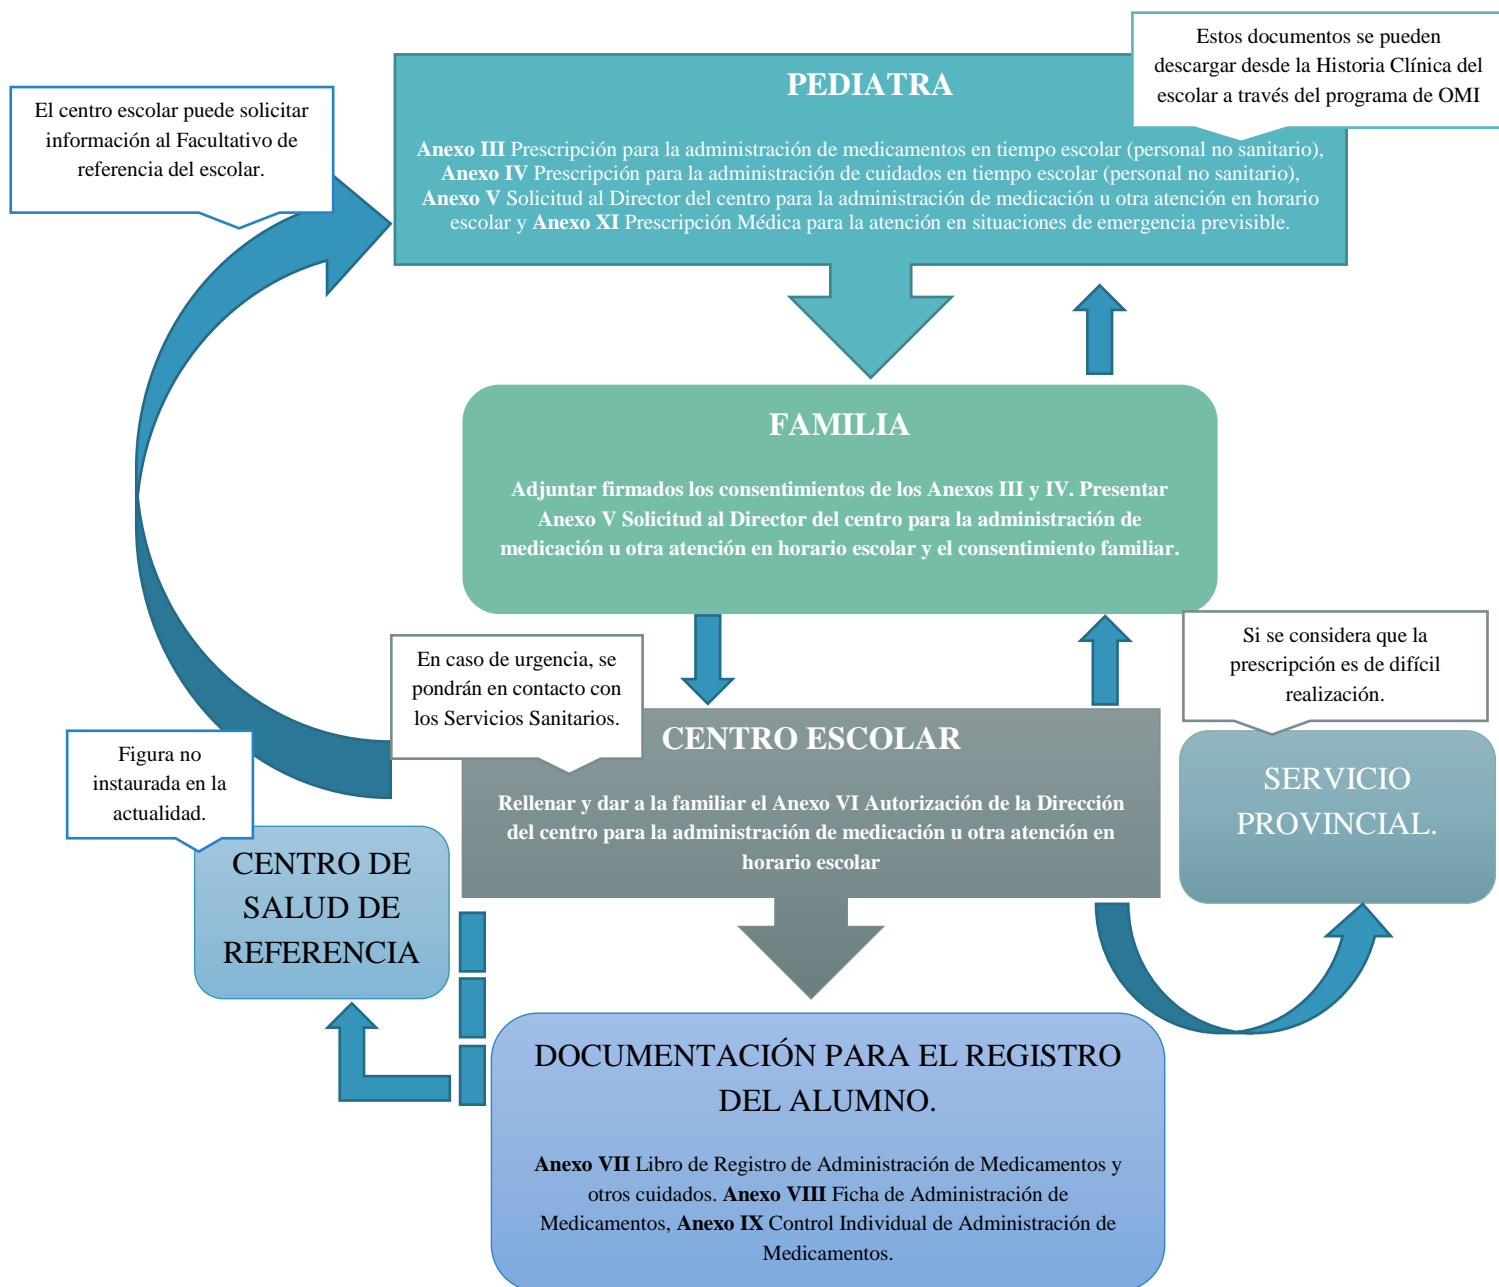 Estos documentos se pueden
descargar desde la Historia Clínica del
escolar a través del programa de OMI
El centro escolar puede solicitar
información al Facultativo de
referencia del escolar.
PEDIATRA
Anexo III Prescripción para la administración de medicamentos en tiempo escolar (personal no sanitario),
Anexo IV Prescripción para la administración de cuidados en tiempo escolar (personal no sanitario),
Anexo V Solicitud al Director del centro para la administración de medicación u otra atención en horario
escolar y Anexo XI Prescripción Médica para la atención en situaciones de emergencia previsible.
FAMILIA
Adjuntar firmados los consentimientos de los Anexos III y IV. Presentar
Anexo V Solicitud al Director del centro para la administración de
medicación u otra atención en horario escolar y el consentimiento familiar.
En caso de urgencia, se
pondrán en contacto con
los Servicios Sanitarios.
Si se considera que la
prescripción es de difícil
realización.
CENTRO ESCOLAR
Rellenar y dar a la familiar el Anexo VI Autorización de la Dirección
del centro para la administración de medicación u otra atención en
horario escolar
SERVICIO
PROVINCIAL.
Figura no
instaurada en la
actualidad.
CENTRO DE
SALUD DE
REFERENCIA
DOCUMENTACIÓN PARA EL REGISTRO
DEL ALUMNO.
Anexo VII Libro de Registro de Administración de Medicamentos y
otros cuidados. Anexo VIII Ficha de Administración de
Medicamentos, Anexo IX Control Individual de Administración de
Medicamentos.